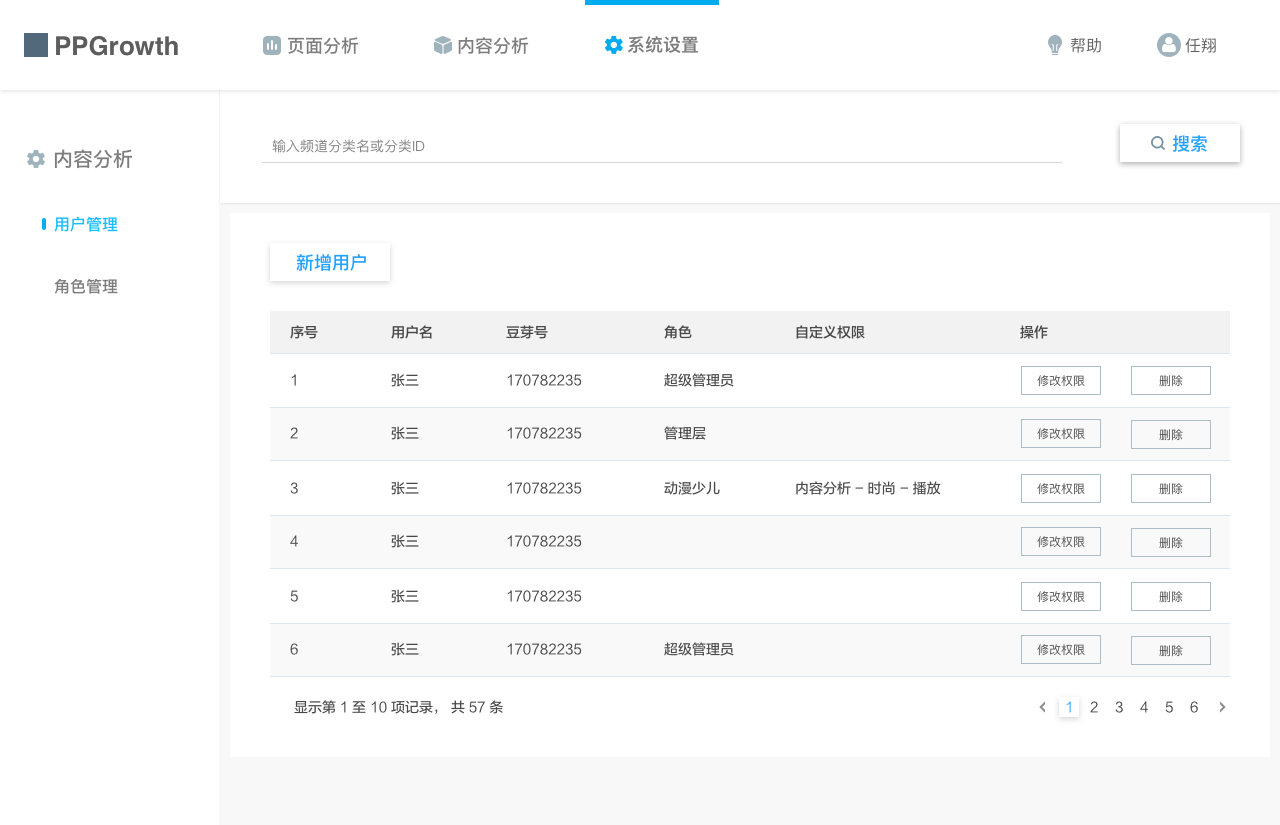 PPGrowth
页面分析
内容分析
系统设置
帮助
任翔
内容分析
用户管理
角色管理
输入频道分类名或分类ID
搜索
新增用户
序号 用户名 豆芽号 角色 自定义权限 操作
1 张三 170782235 超级管理员 修改权限 删除
2 张三 170782235 管理层 修改权限 删除
3 张三 170782235 动漫少儿 内容分析 – 时尚 – 播放 修改权限 删除
4 张三 170782235 修改权限 删除
5 张三 170782235 修改权限 删除
6 张三 170782235 超级管理员 修改权限 删除
显示第 1 至 10 项记录， 共 57 条
1 2 3 4 5 6